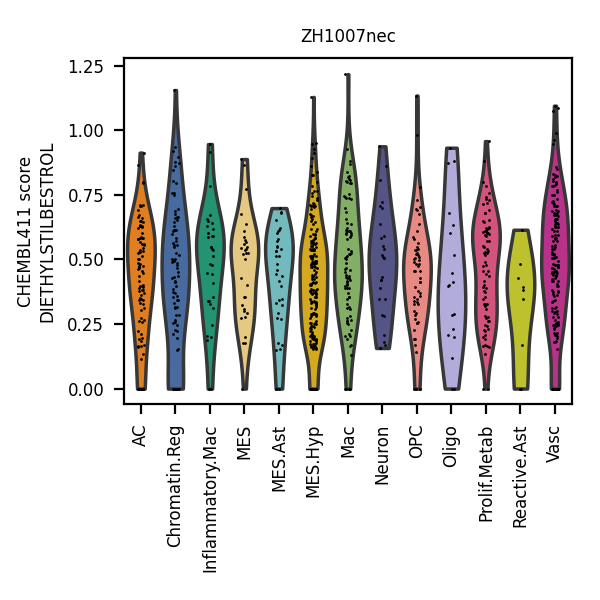 ZH1007nec
CHEMBL411 score
DIETHYLSTILBESTROL
1.25
1.00
0.75
0.50
0.25
0.00
AC
Chromatin.Reg
Inflammatory.Mac
MES
MES.Ast
MES.Hyp
Mac
Neuron
OPC
Oligo
Prolif.Metab
Reactive.Ast
Vasc